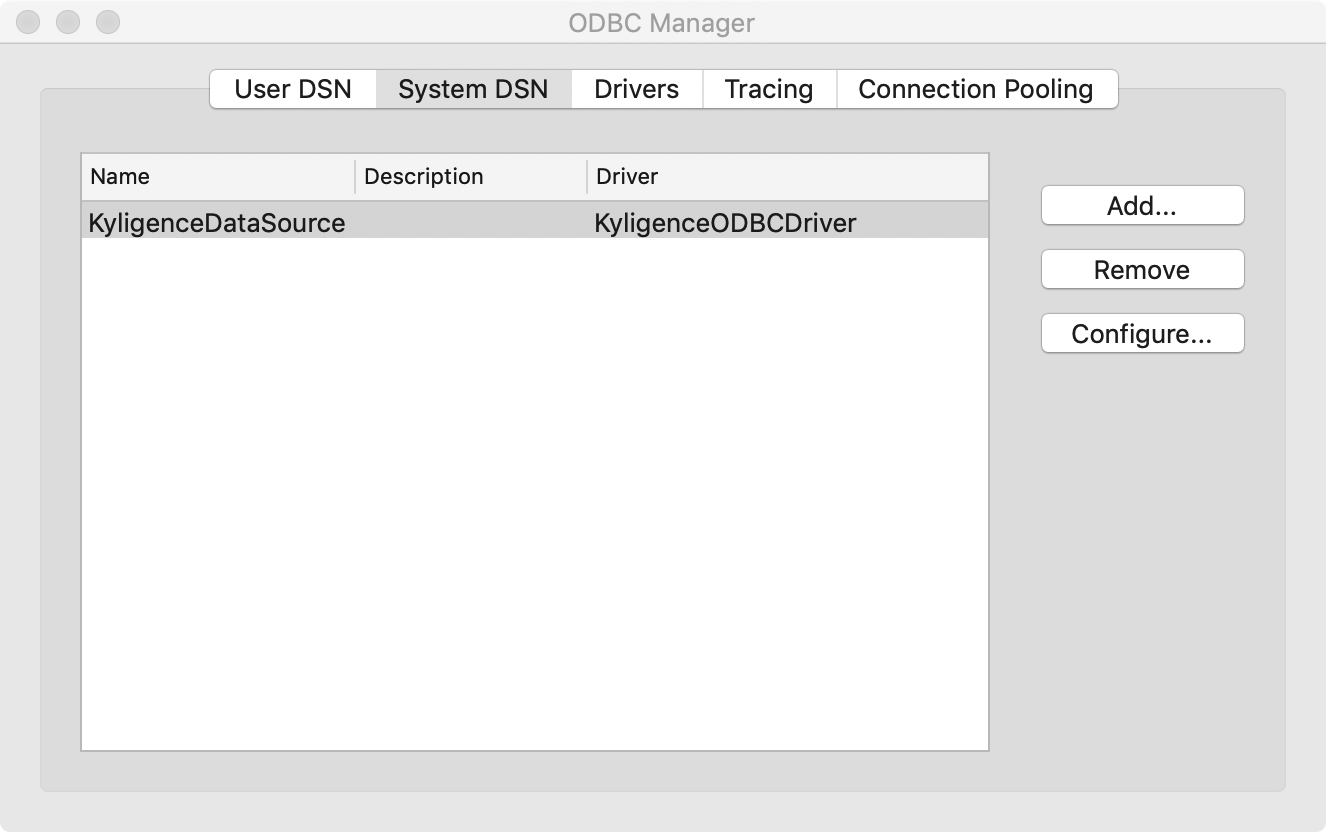 ODBC Manager
User DSN System DSN Drivers Tracing Connection Pooling
Name Description Driver
KyligenceDataSource KyligenceODBCDriver
Add...
Remove
Configure...